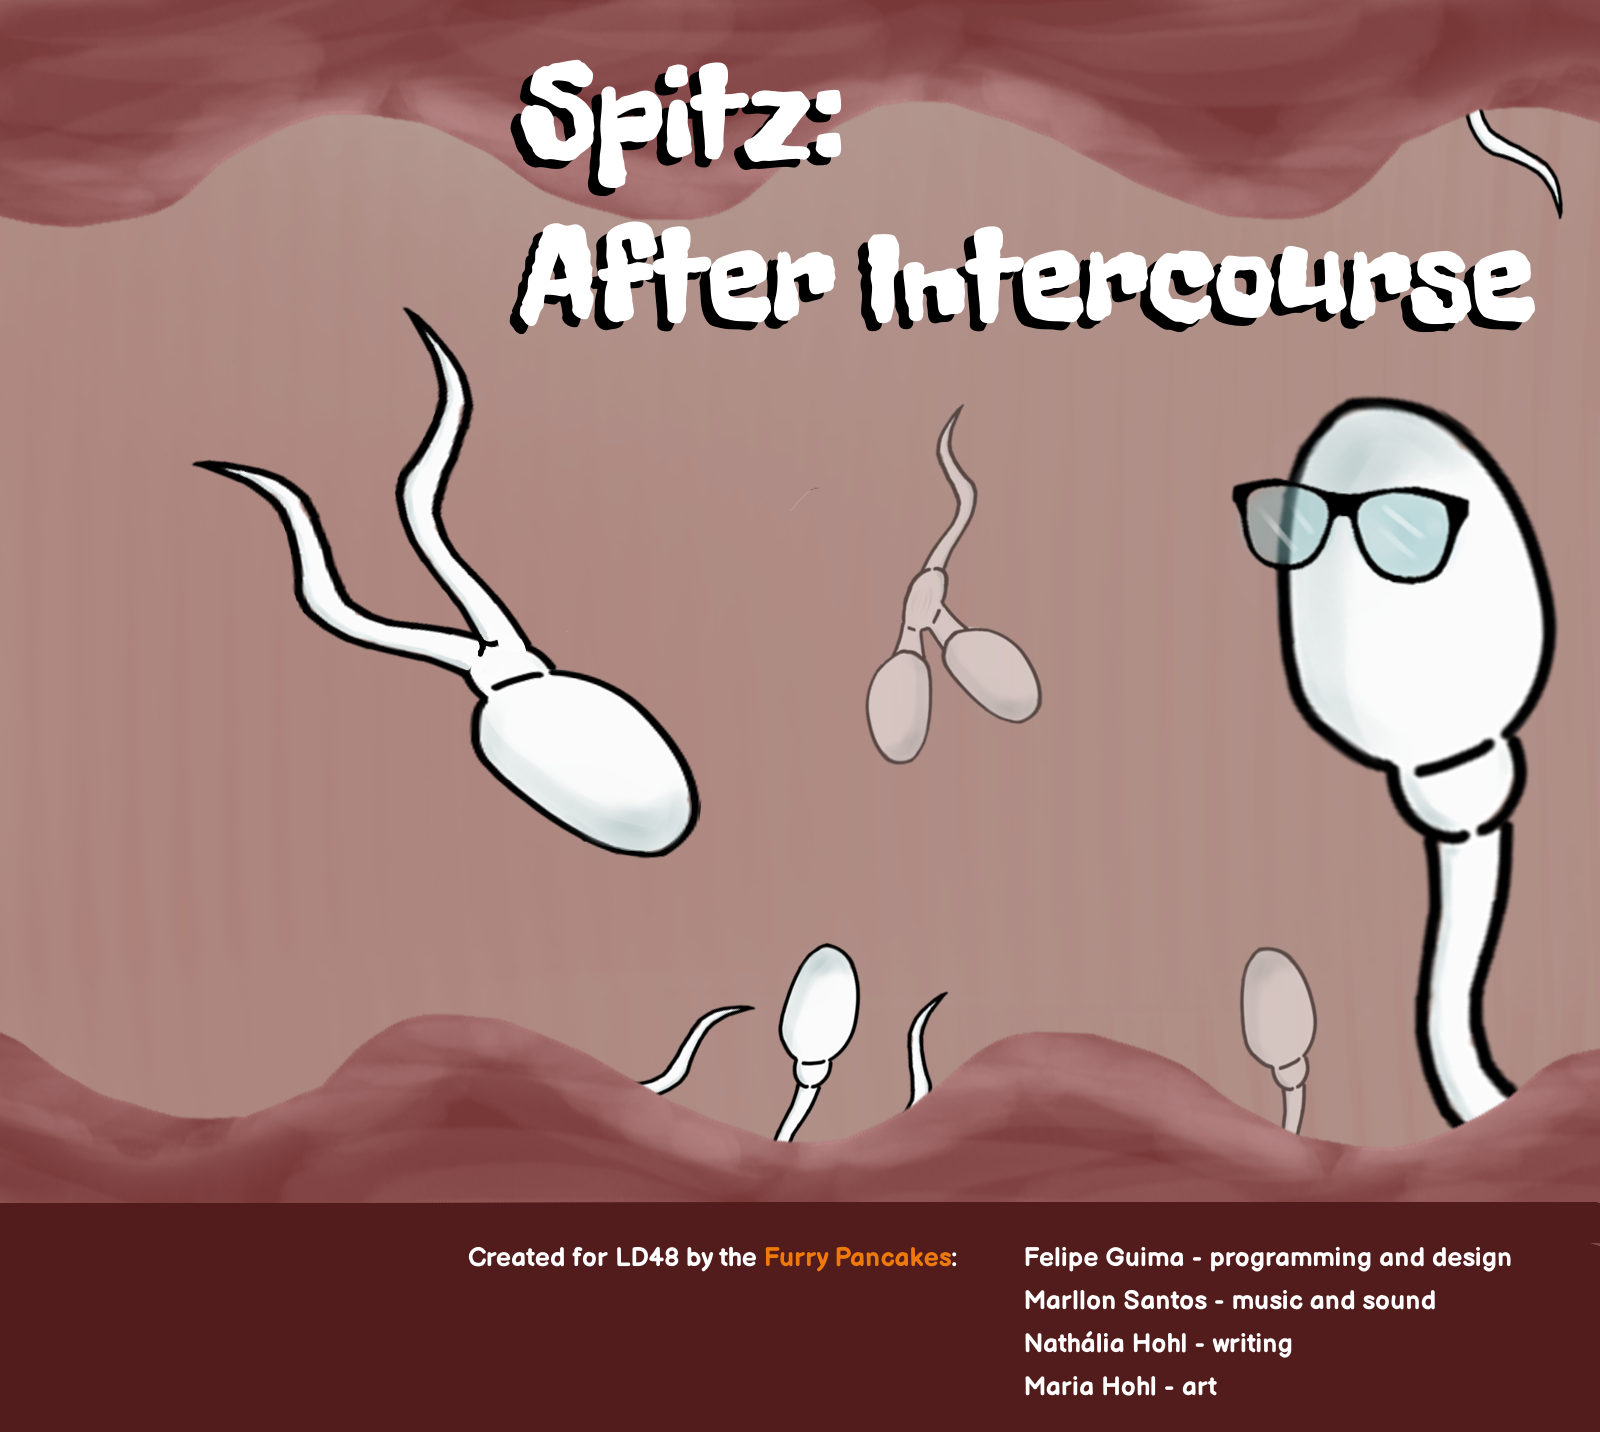 Spitz:
After Intercourse
Created for LD48 by the Furry Pancakes:
Felipe Guima - programming and design
Marllon Santos - music and sound
Nathália Hohl - writing
Maria Hohl - art